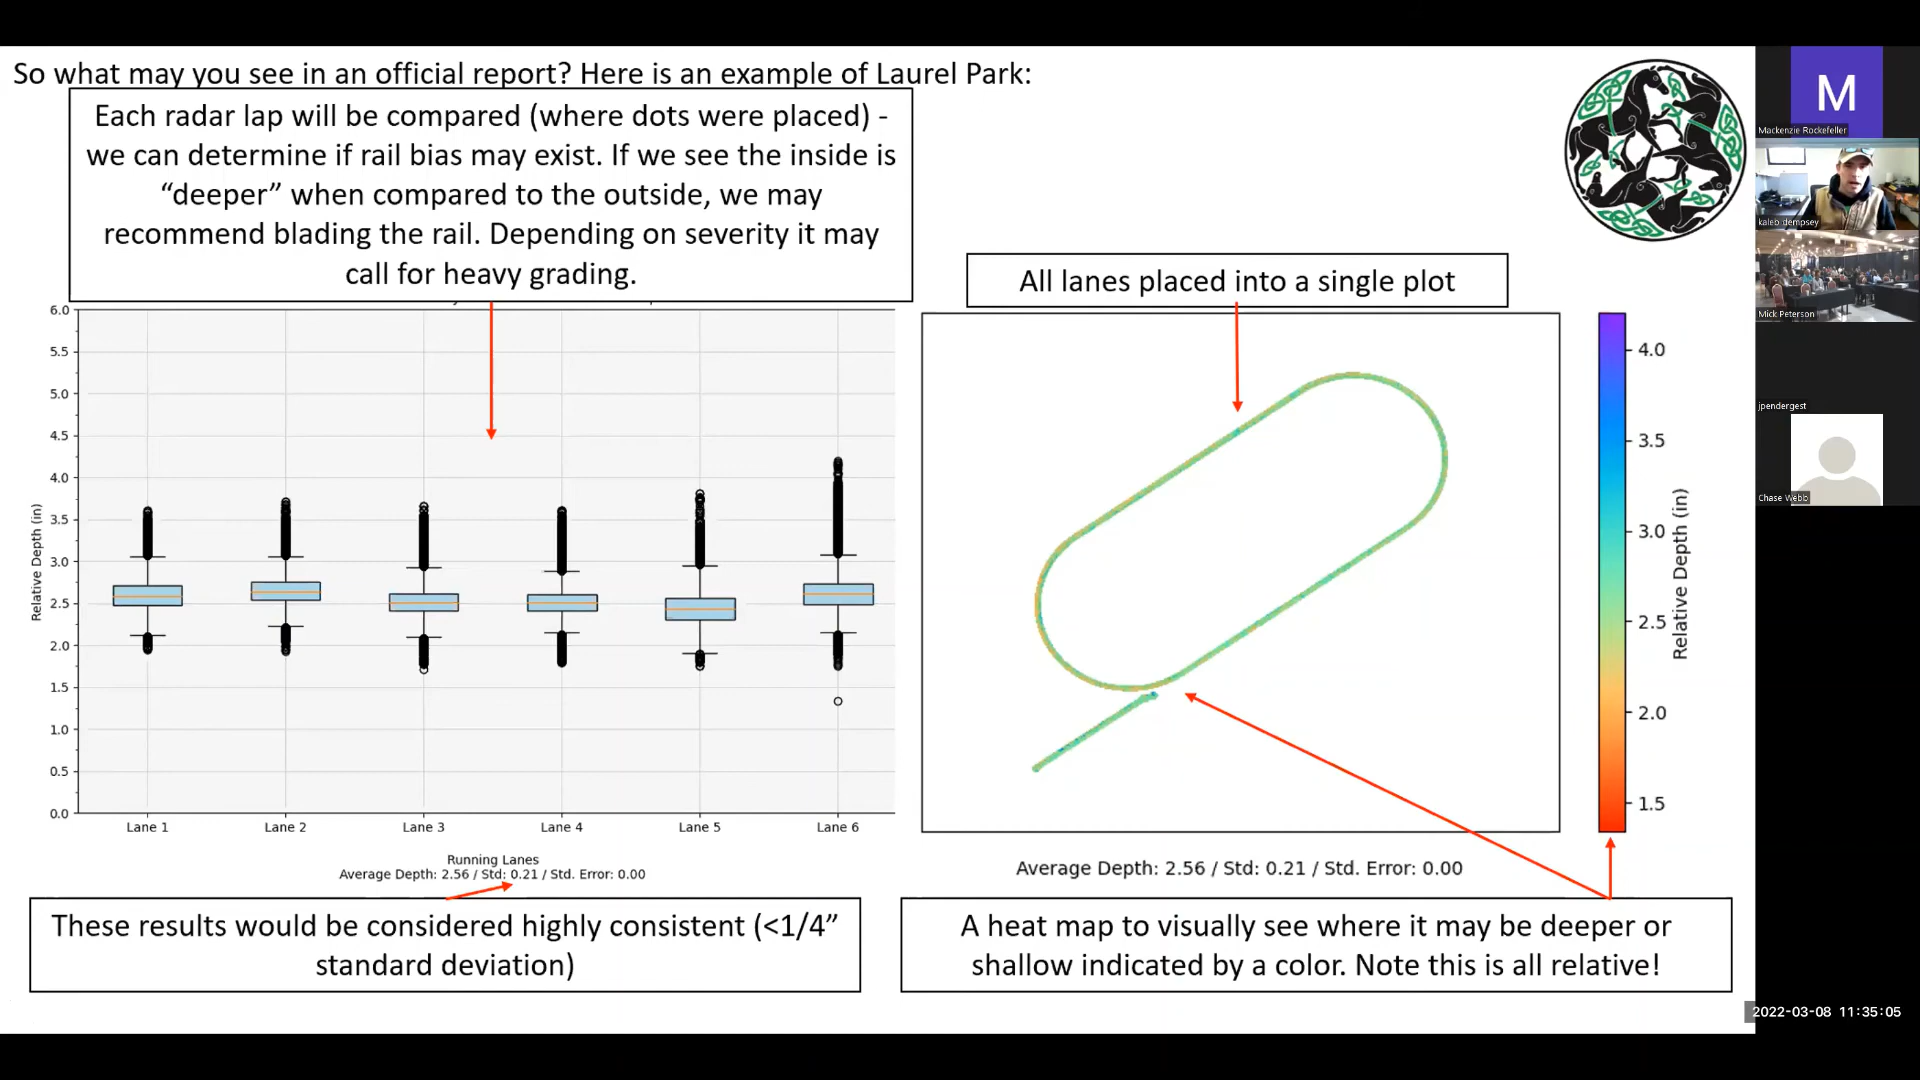 So what may you see in an official report? Here is an example of Laurel Park:
Each radar lap will be compared (where dots were placed) -
we can determine if rail bias may exist. If we see the inside is
“deeper” when compared to the outside, we may
recommend blading the rail. Depending on severity it may
call for heavy grading.
All lanes placed into a single plot
6.0
5.5
5.0
4.5
4.0
3.5
3.0
2.5
2.0
1.5
1.0
0.5
0.0
Relative Depth (in)
Lane 1 Lane 2 Lane 3 Lane 4 Lane 5 Lane 6
Running Lanes
Average Depth: 2.56 / Std: 0.21 / Std. Error: 0.00
4.0
3.5
3.0
2.5
2.0
1.5
Relative Depth (in)
Average Depth: 2.56 / Std: 0.21 / Std. Error: 0.00
These results would be considered highly consistent (<1/4”
standard deviation)
A heat map to visually see where it may be deeper or
shallow indicated by a color. Note this is all relative!
M
Mackenzie Rockefeller
kaleb dempsey
Mick Peterson
jpendergest
Chase Webb
2022-03-08 11:35:05